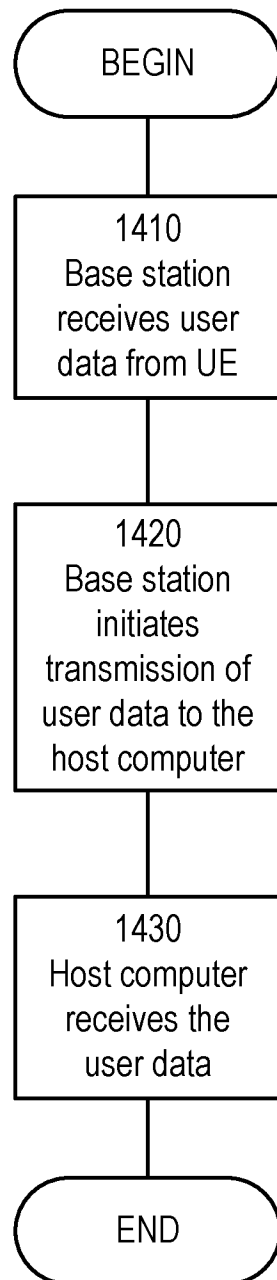 BEGIN
1410
Base station
receives user
data from UE
1420
Base station
initiates
transmission of
user data to the
host computer
1430
Host computer
receives the
user data
END